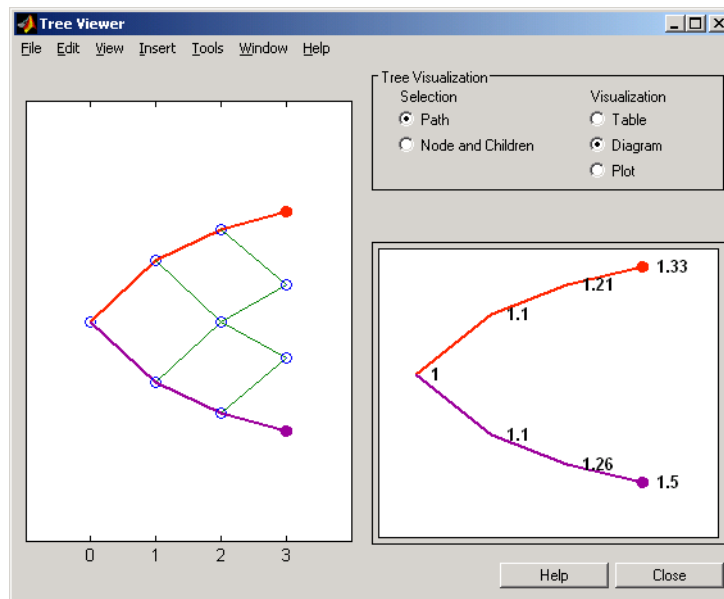 Tree Viewer
File Edit View Insert Tools Window Help
Tree Visualization
Selection
Visualization
Path
Table
Node and Children
Diagram
Plot
1.33
1.21
1.1
1
1.1
1.26
1.5
0 1 2 3
Help
Close